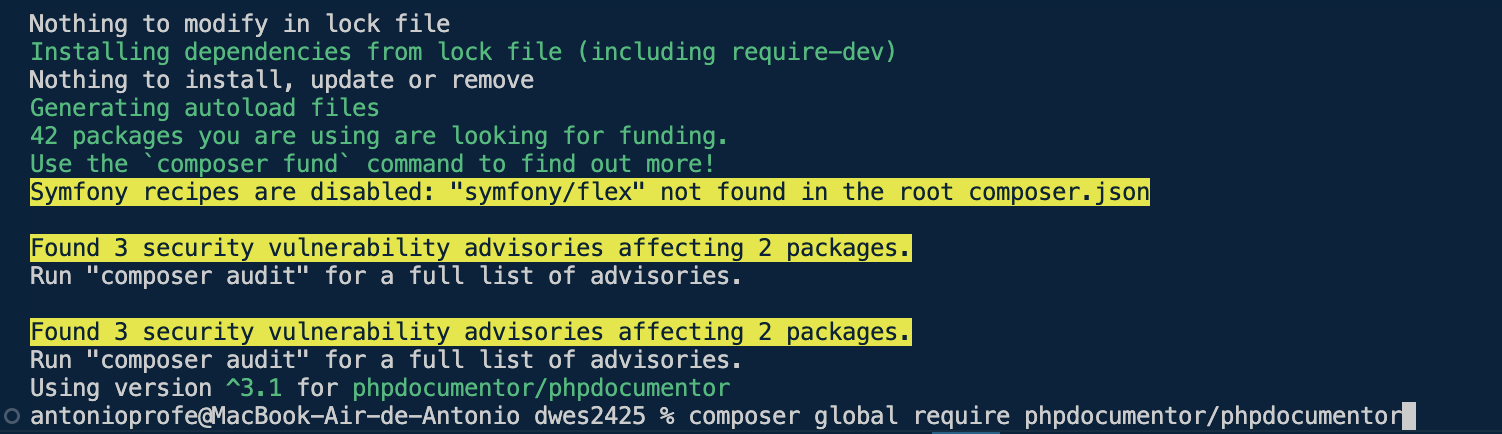 Nothing to modify in lock file
Installing dependencies from lock file (including require-dev)
Nothing to install, update or remove
Generating autoload files
42 packages you are using are looking for funding.
Use the `composer fund` command to find out more!
Symfony recipes are disabled: "symfony/flex" not found in the root composer.json
Found 3 security vulnerability advisories affecting 2 packages.
Run "composer audit" for a full list of advisories.
Found 3 security vulnerability advisories affecting 2 packages.
Run "composer audit" for a full list of advisories.
Using version ^3.1 for phpdocumentor/phpdocumentor
antonioprofe@MacBook-Air-de-Antonio dwes2425 % composer global require phpdocumentor/phpdocumentor